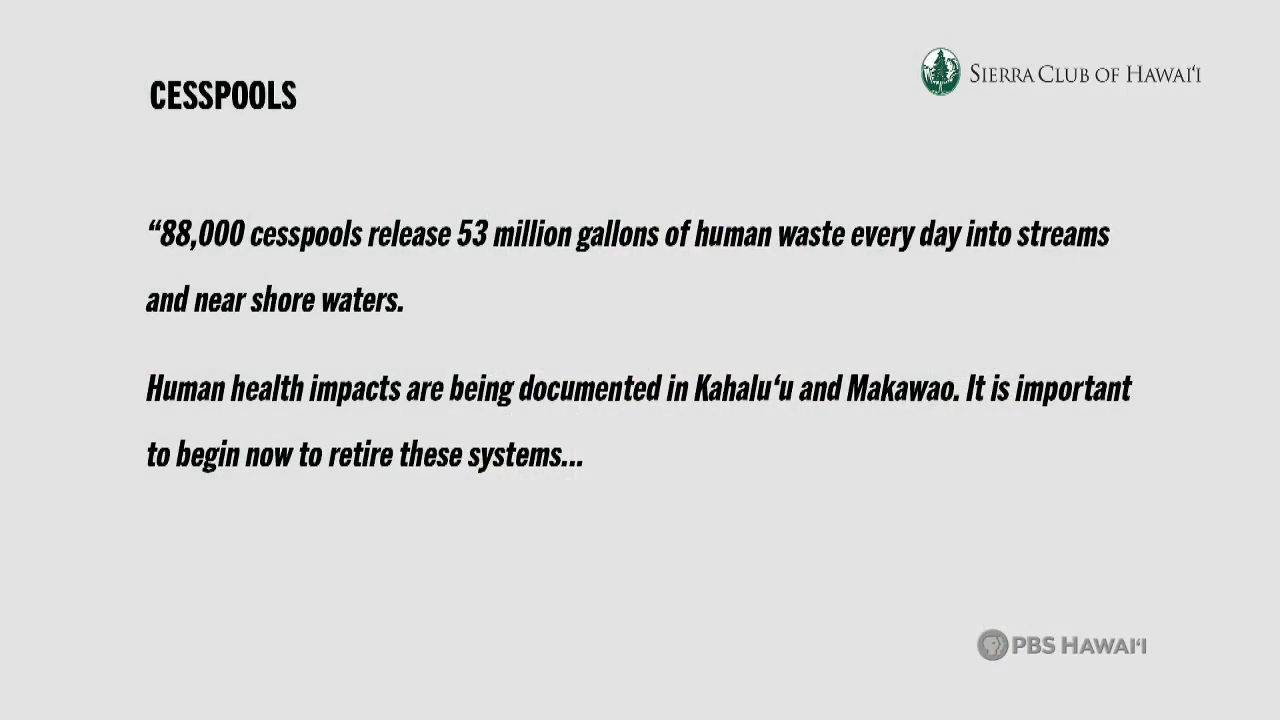 SIERRA CLUB OF HAWAIʻI
CESSPOOLS
“88,000 cesspools release 53 million gallons of human waste every day into streams
and near shore waters.
Human health impacts are being documented in Kahaluʻu and Makawao. It is important
to begin now to retire these systems...
PBS HAWAIʻI